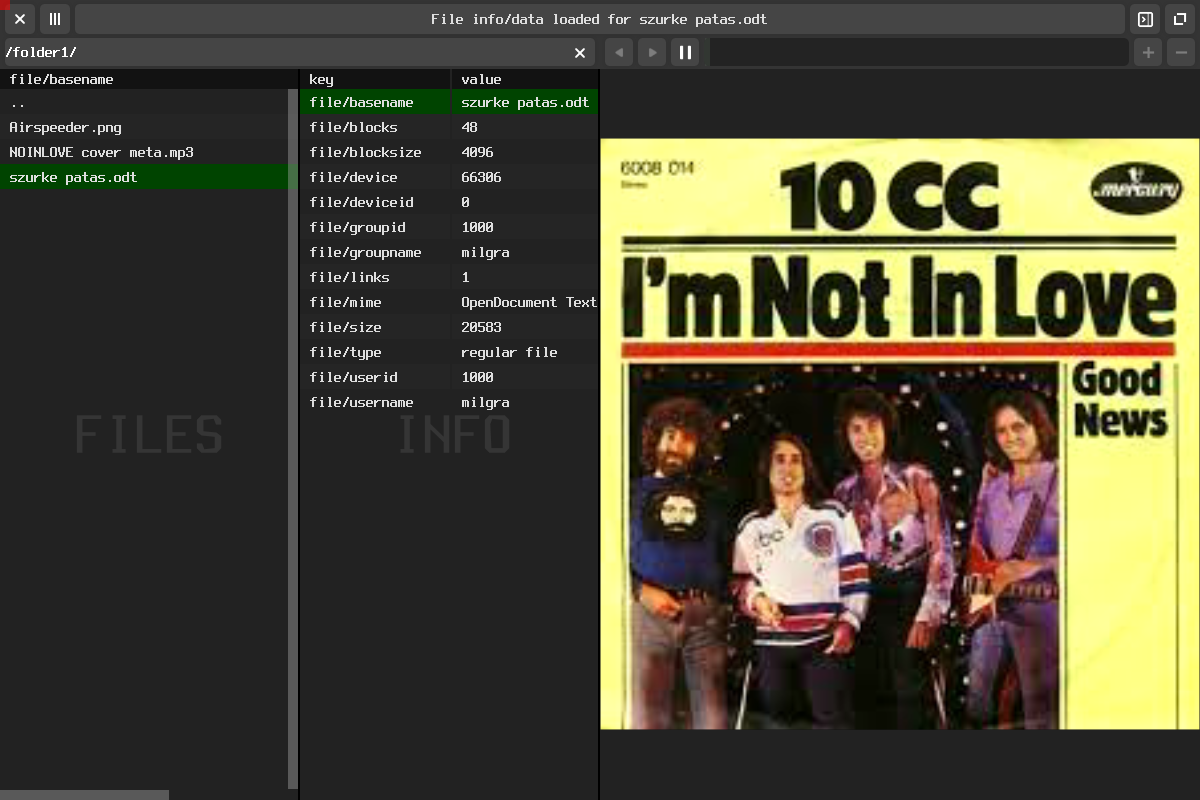 File info/data loaded for szurke patas.odt
/folder1/
file/basename
..
Airspeeder.png
NOINLOVE cover meta.mp3
szurke patas.odt
FILES
key value
file/basename szurke patas.odt
file/blocks 48
file/blocksize 4096
file/device 66306
file/deviceid 0
file/groupid 1000
file/groupname milgra
file/links 1
file/mime OpenDocument Text
file/size 20583
file/type regular file
file/userid 1000
file/username milgra
INFO
6008 014
Stereo
10 CC
mercury
I'm Not In Love
Good
News